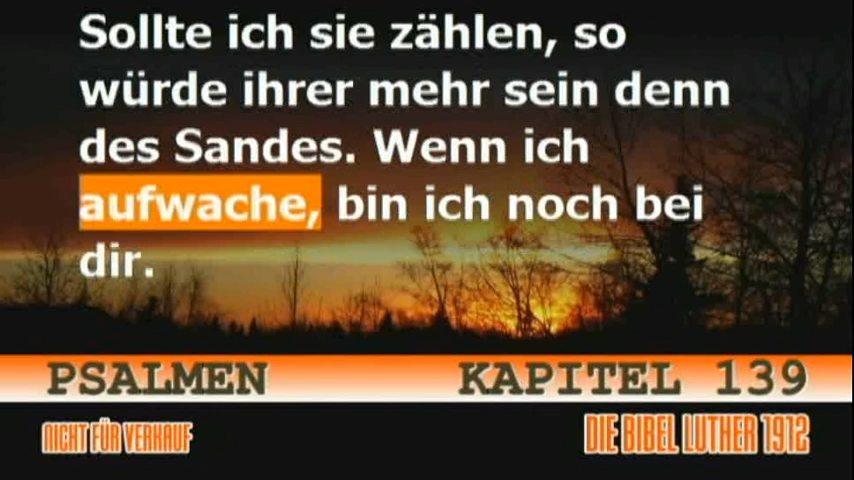 Sollte ich sie zählen, so
würde ihrer mehr sein denn
des Sandes. Wenn ich
aufwache, bin ich noch bei
dir.
PSALMEN KAPITEL 139
NICHT FÜR VERKAUF DIE BIBEL LUTHER 1912